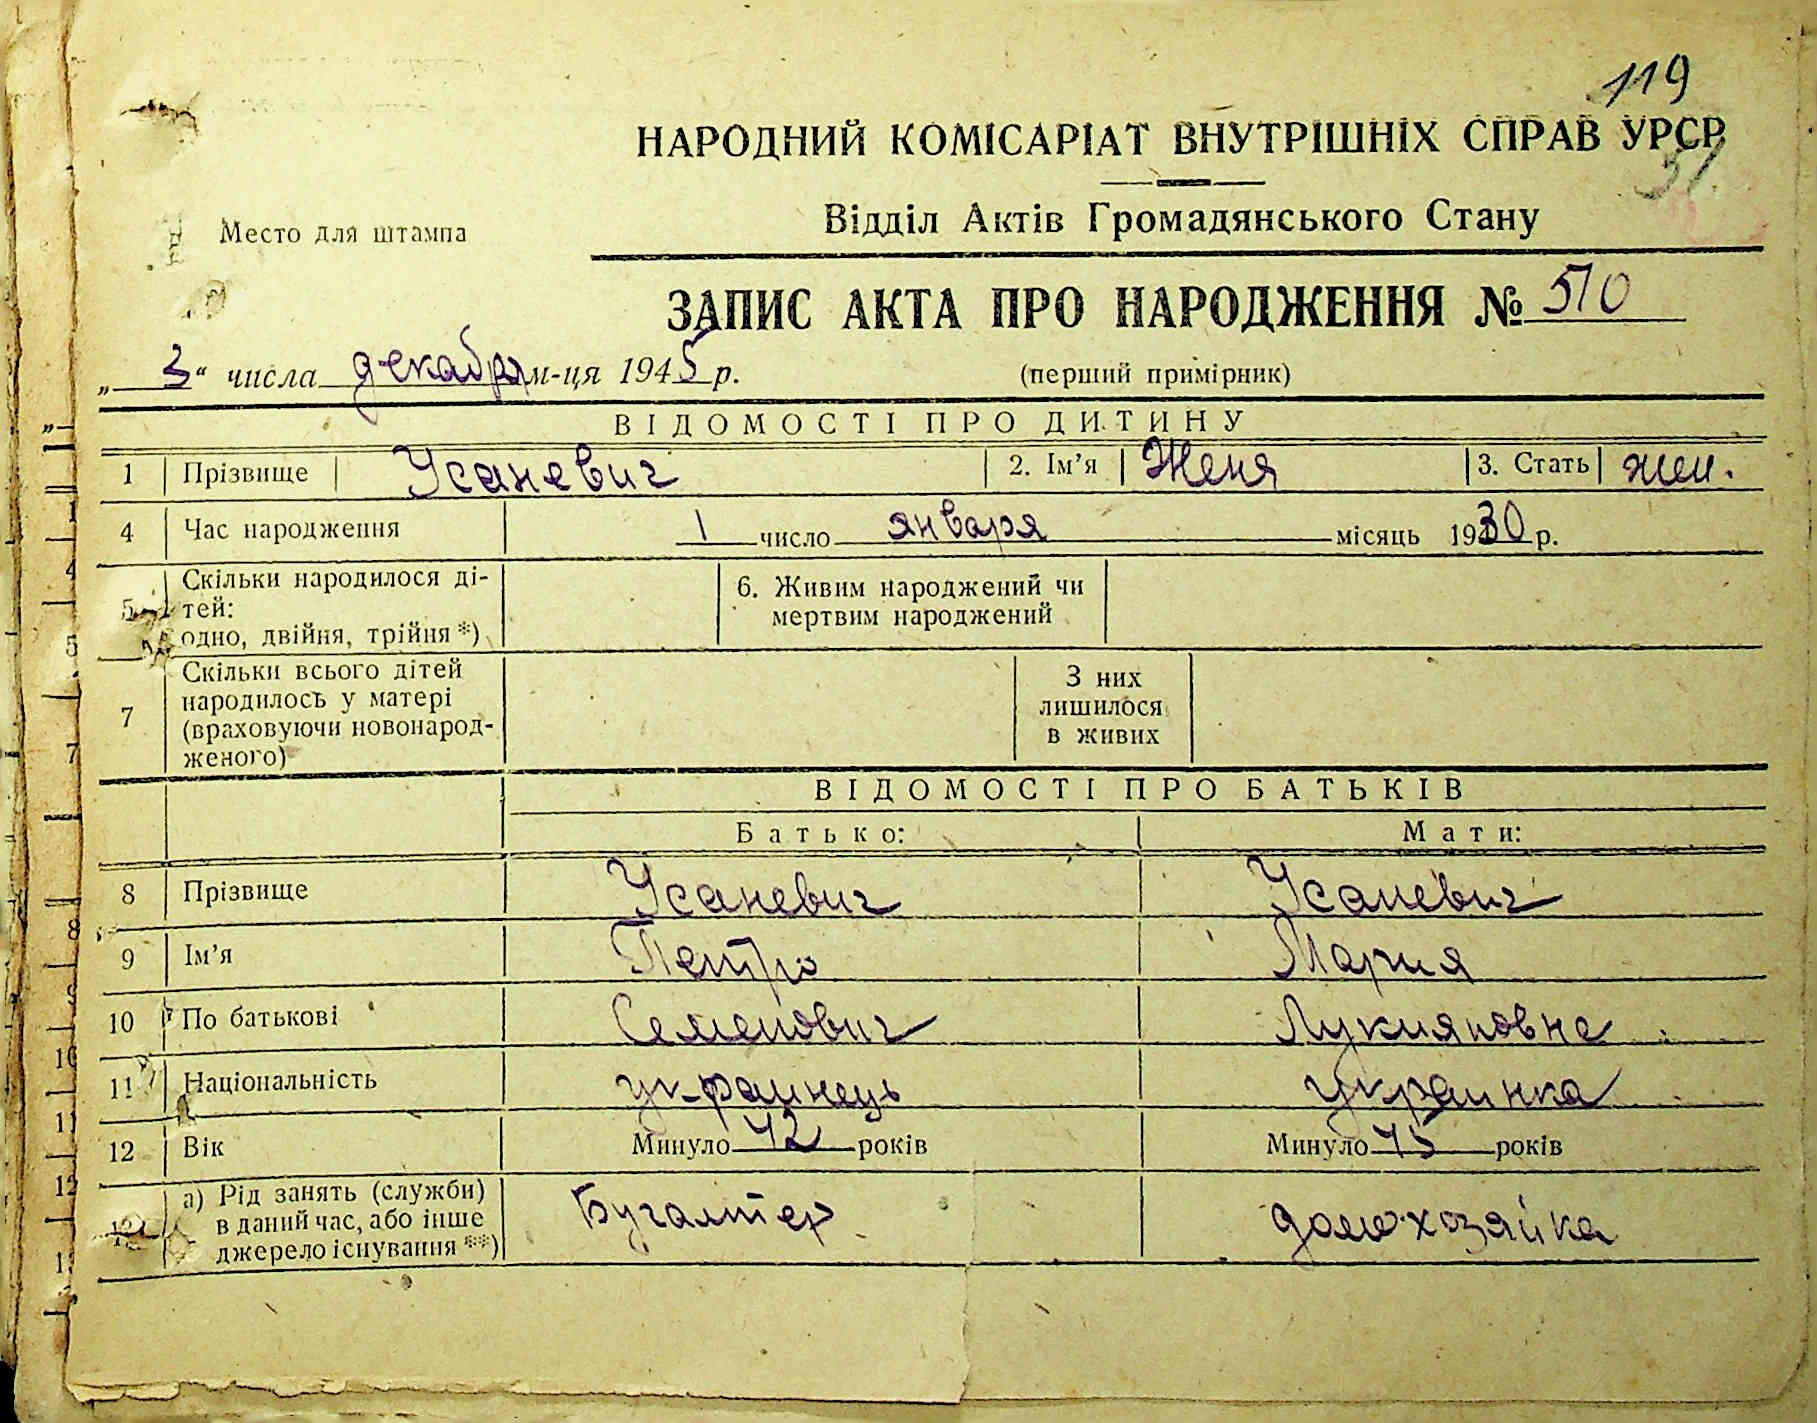 119
НАРОДНИЙ КОМІСАРІАТ ВНУТРІШНІХ СПРАВ УРСР
Место для штампа
Відділ Актів Громадянського Стану
ЗАПИС АКТА ПРО НАРОДЖЕННЯ № 510
„ 3 “ числа декабря м-ця 1945 р.
(перший примірник)
ВІДОМОСТІ ПРО ДИТИНУ
1 Прізвище Усаневич 2. Ім’я Женя 3. Стать жен.
4 Час народження 1 число января місяць 1930 р.
5 Скільки народилося ді-
тей:
одно, двійня, трійня *)
6. Живим народжений чи
мертвим народжений
7 Скільки всього дітей
народилось у матері
(враховуючи новонарод-
женого)
З них
лишилося
в живих
ВІДОМОСТІ ПРО БАТЬКІВ
Батько: Мати:
8 Прізвище Усаневич Усаневич
9 Ім’я Петро Мария
10 По батькові Семенович Лукияновна
11 Національність украинець украинка
12 Вік Минуло 42 років Минуло 45 років
13 а) Рід занять (служби)
в даний час, або інше
джерело існування **)
Бугалтер домохозяйка